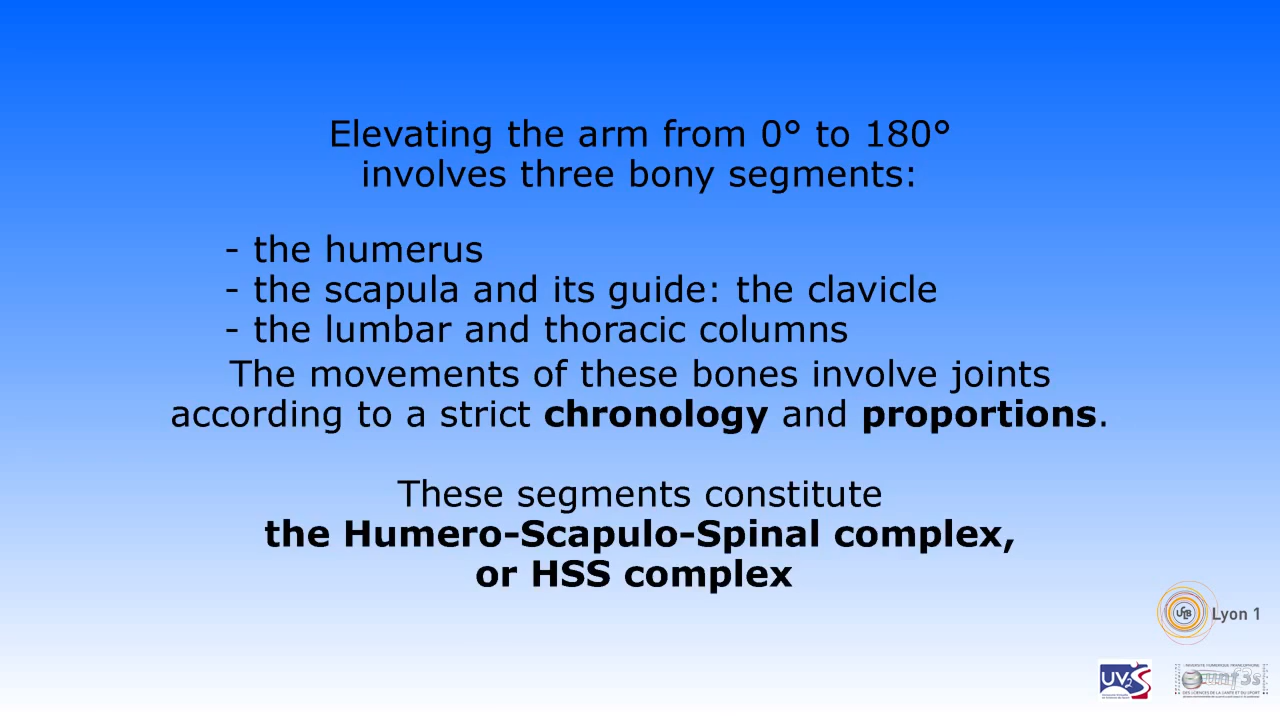 Elevating the arm from 0° to 180°
involves three bony segments:
- the humerus
- the scapula and its guide: the clavicle
- the lumbar and thoracic columns
The movements of these bones involve joints
according to a strict chronology and proportions.
These segments constitute
the Humero-Scapulo-Spinal complex,
or HSS complex
Lyon 1
UV2S
unf3s